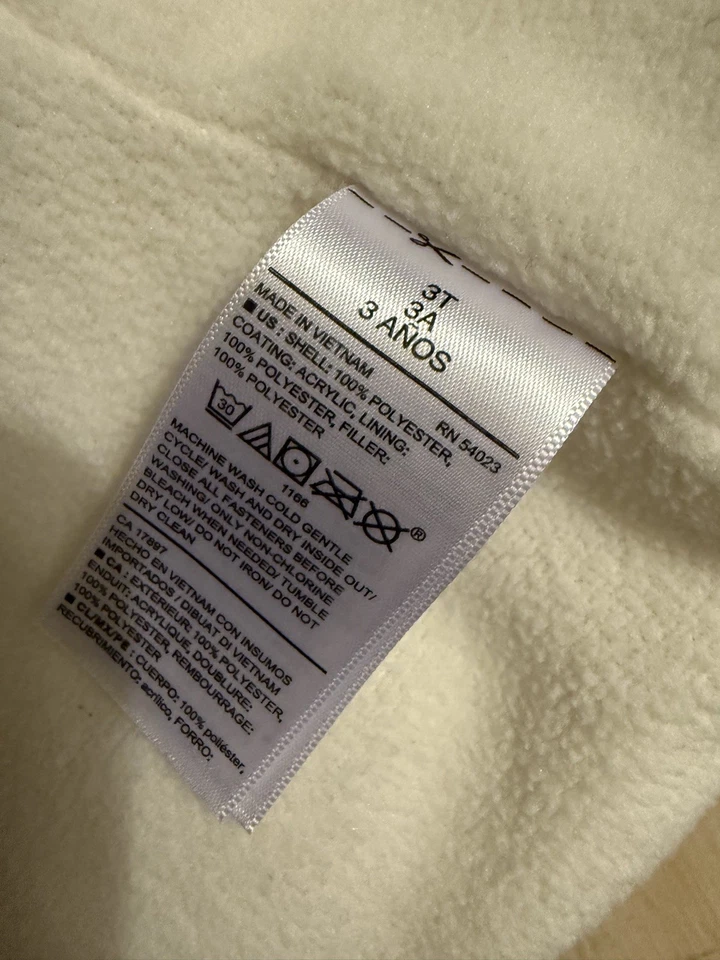 3T
3A
3 AÑOS
MADE IN VIETNAM
RN 54023
■ US : SHELL: 100% POLYESTER,
COATING: ACRYLIC, LINING:
100% POLYESTER, FILLER:
100% POLYESTER
30
1166
®
MACHINE WASH COLD GENTLE
CYCLE/ WASH AND DRY INSIDE OUT/
CLOSE ALL FASTENERS BEFORE
WASHING/ ONLY NON-CHLORINE
BLEACH WHEN NEEDED/ TUMBLE
DRY LOW/ DO NOT IRON/ DO NOT
DRY CLEAN
CA 17897
HECHO EN VIETNAM CON INSUMOS
IMPORTADOS / DIBUAT DI VIETNAM
■ CA : EXTÉRIEUR: 100% POLYESTER,
ENDUIT: ACRYLIQUE, DOUBLURE:
100% POLYESTER, REMBOURRAGE:
100% POLYESTER
■ CL/MX/PE : CUERPO: 100% poliéster,
RECUBRIMIENTO: acrílico, FORRO: